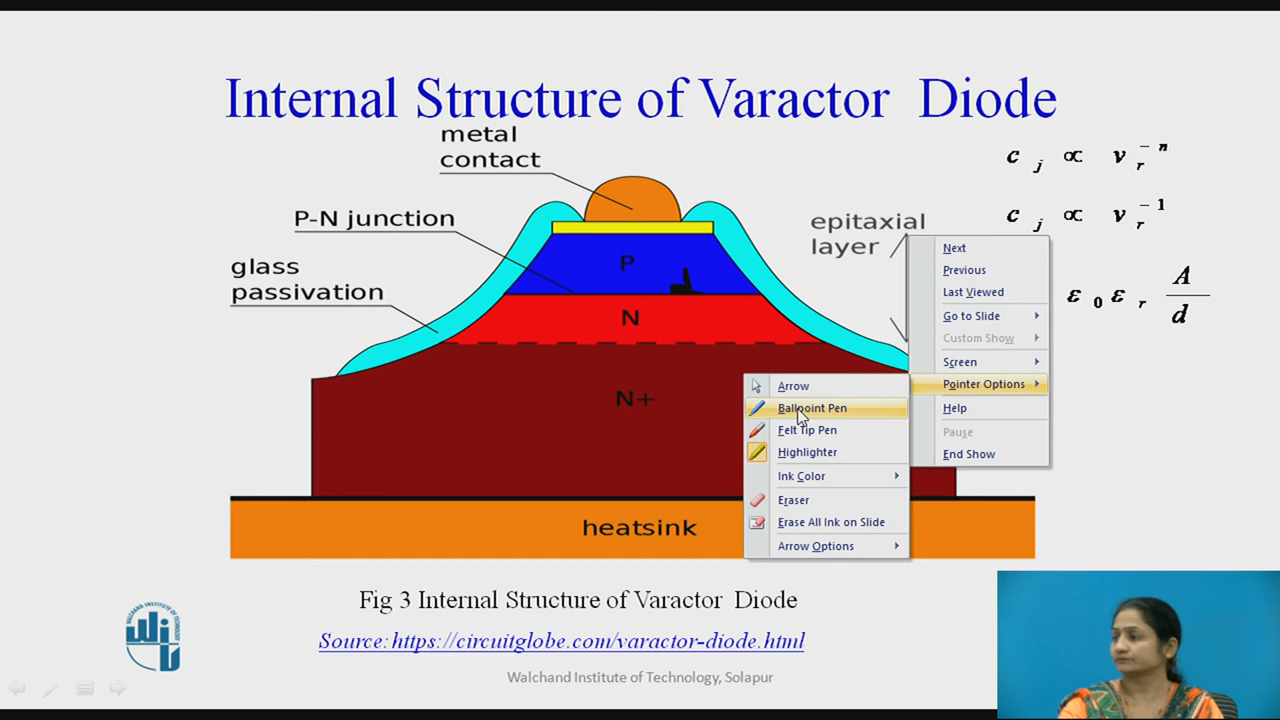 Internal Structure of Varactor Diode
metal
contact
P-N junction
glass
passivation
epitaxial
layer
P
N
N+
heatsink
c j ∝ v r − n
c j ∝ v r − 1
ε 0 ε r A
d
Next
Previous
Last Viewed
Go to Slide
Custom Show
Screen
Pointer Options
Help
Pause
End Show
Arrow
Ballpoint Pen
Felt Tip Pen
Highlighter
Ink Color
Eraser
Erase All Ink on Slide
Arrow Options
Fig 3 Internal Structure of Varactor Diode
Source: https://circuitglobe.com/varactor-diode.html
Walchand Institute of Technology, Solapur